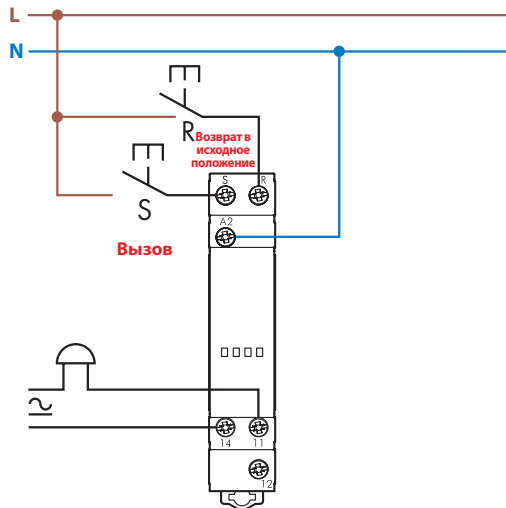 L
N
R
Возврат в
исходное
положение
S
S R
A2
Вызов
14 11
12